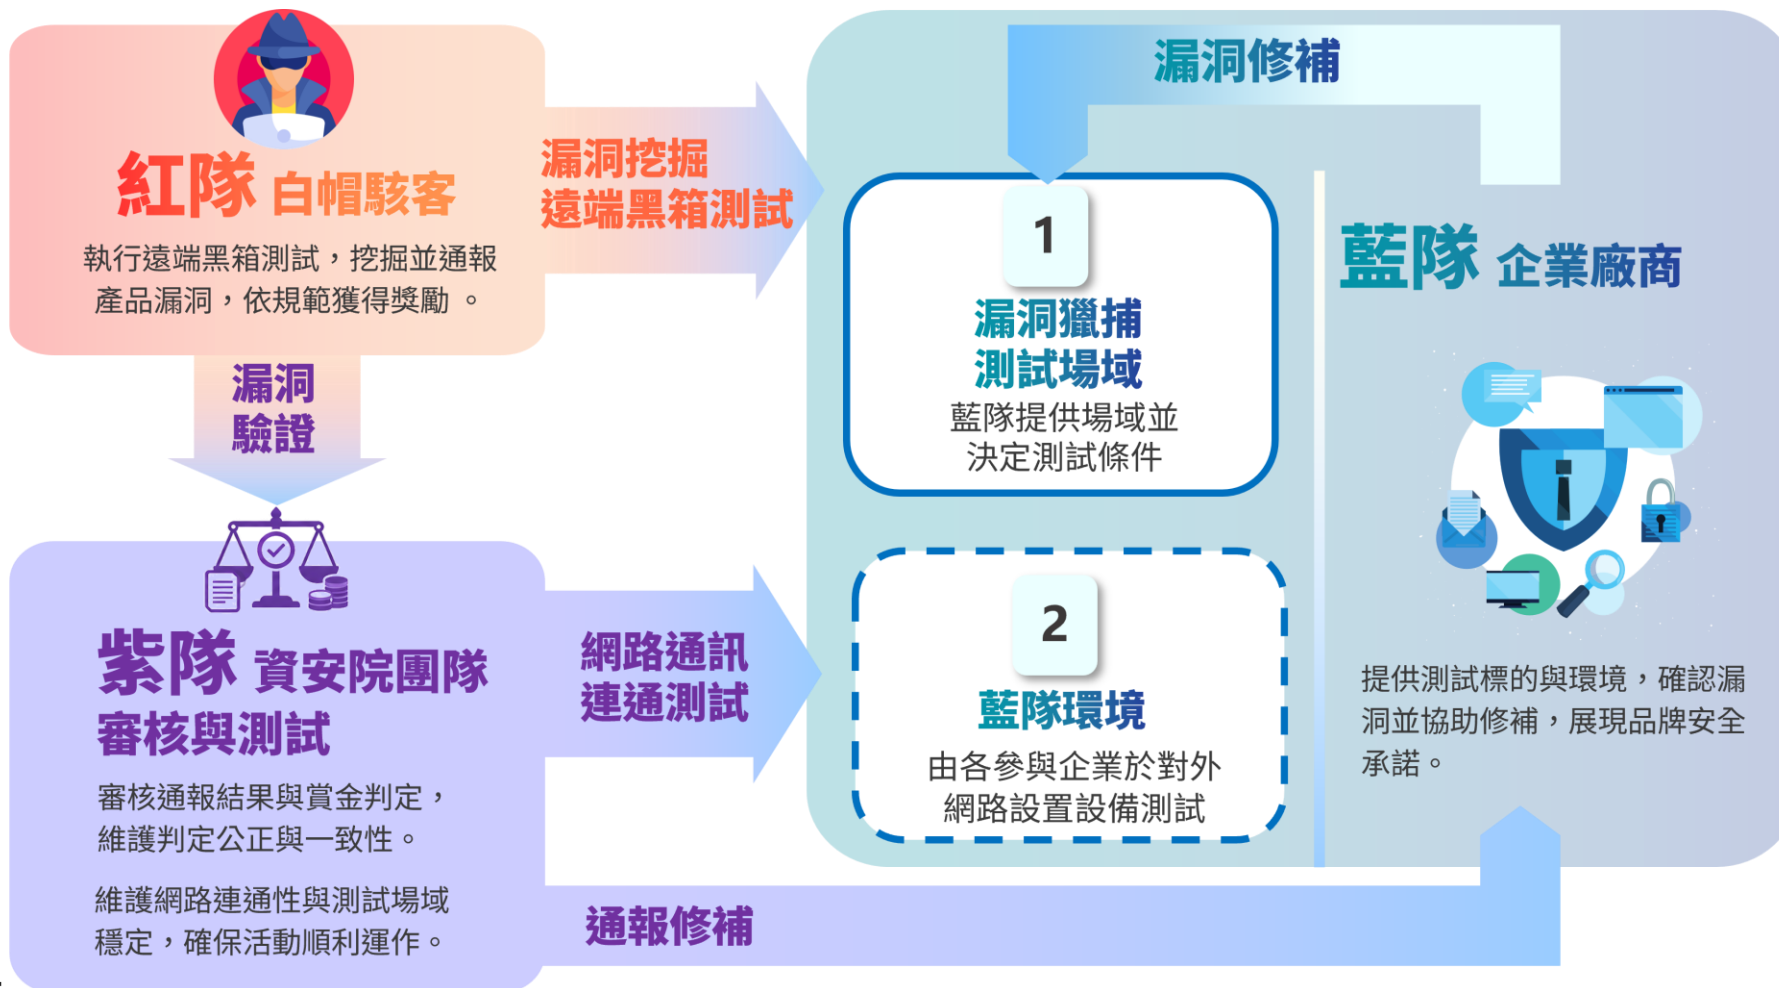 紅隊 白帽駭客
執行遠端黑箱測試，挖掘並通報
產品漏洞，依規範獲得獎勵 。
漏洞挖掘
遠端黑箱測試
漏洞
驗證
紫隊 資安院團隊
審核與測試
審核通報結果與賞金判定，
維護判定公正與一致性。
維護網路連通性與測試場域
穩定，確保活動順利運作。
網路通訊
連通測試
通報修補
漏洞修補
1
漏洞獵捕
測試場域
藍隊提供場域並
決定測試條件
2
藍隊環境
由各參與企業於對外
網路設置設備測試
藍隊 企業廠商
提供測試標的與環境，確認漏
洞並協助修補，展現品牌安全
承諾。